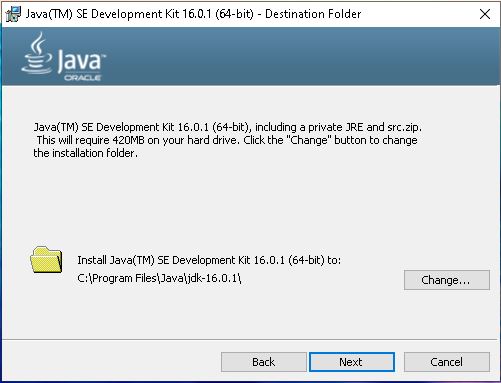 Java(TM) SE Development Kit 16.0.1 (64-bit) - Destination Folder
Java
ORACLE
Java(TM) SE Development Kit 16.0.1 (64-bit), including a private JRE and src.zip.
This will require 420MB on your hard drive. Click the "Change" button to change
the installation folder.
Install Java(TM) SE Development Kit 16.0.1 (64-bit) to:
C:\Program Files\Java\jdk-16.0.1\
Change...
Back
Next
Cancel